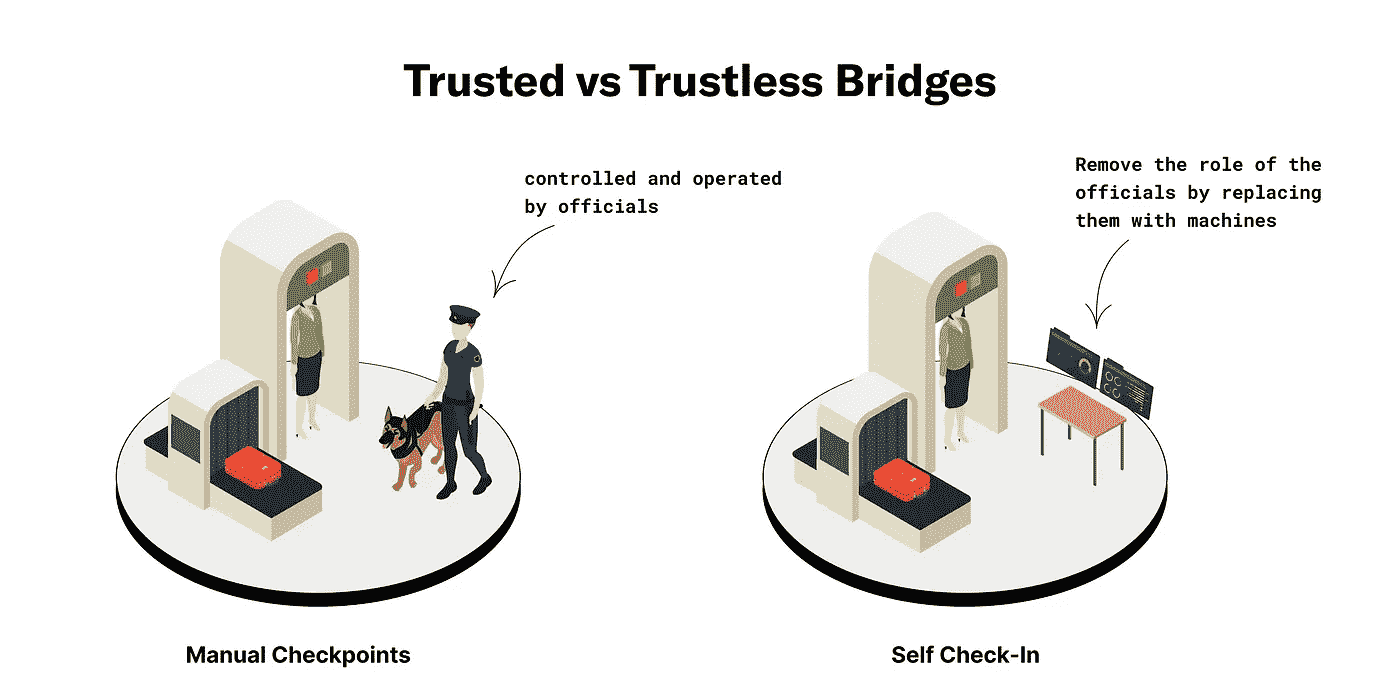 Trusted vs Trustless Bridges
controlled and operated
by officials
Remove the role of the
officials by replacing
them with machines
Manual Checkpoints
Self Check-In